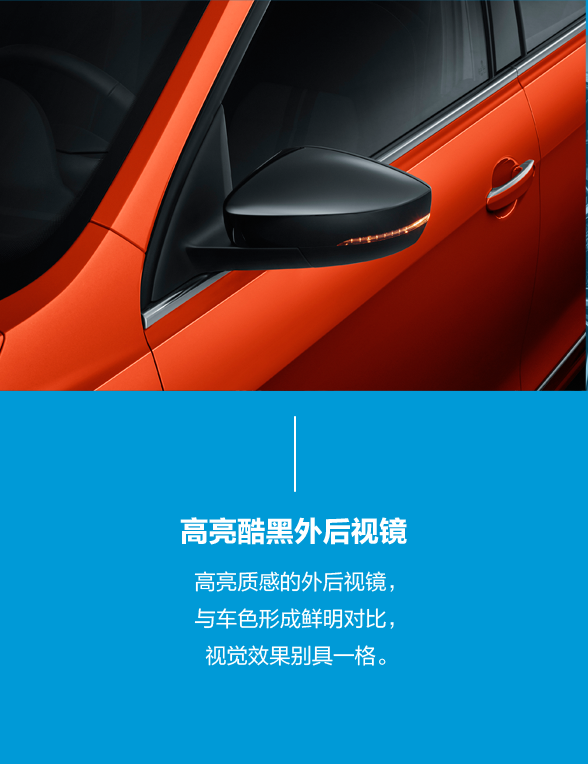 高亮酷黑外后视镜
高亮质感的外后视镜，
与车色形成鲜明对比，
视觉效果别具一格。